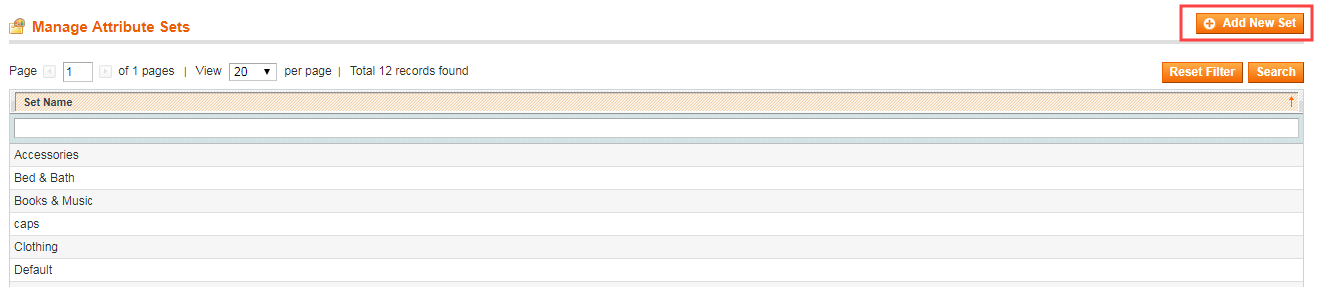 Manage Attribute Sets
Add New Set
Page 1 of 1 pages | View 20 per page | Total 12 records found
Reset Filter Search
Set Name
Accessories
Bed & Bath
Books & Music
caps
Clothing
Default